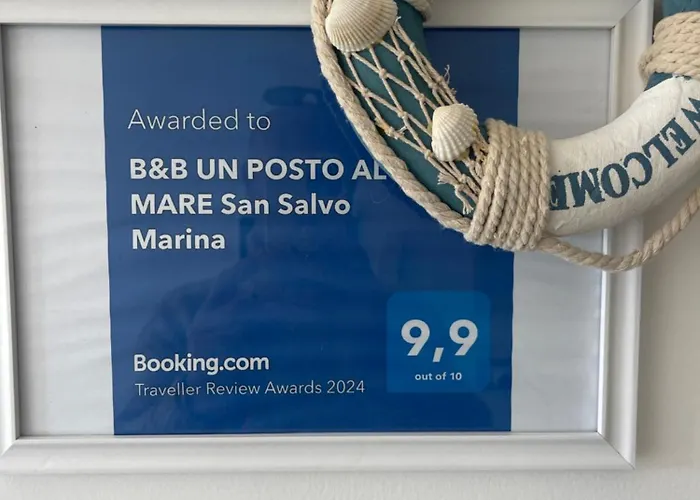 Awarded to
B&B UN POSTO AL
MARE San Salvo
Marina
9,9
out of 10
Booking.com
Traveller Review Awards 2024
WELCOME